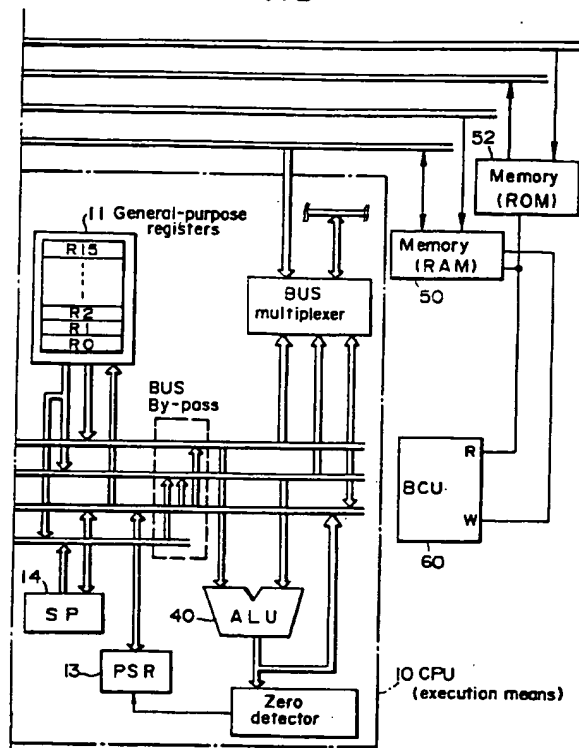 52
Memory
(ROM)
11 General-purpose
registers
R15
R2
R1
R0
BUS
multiplexer
Memory
(RAM)
50
BUS
By-pass
R
BCU
W
60
14
SP
40
ALU
13
PSR
Zero
detector
10 CPU
(execution means)